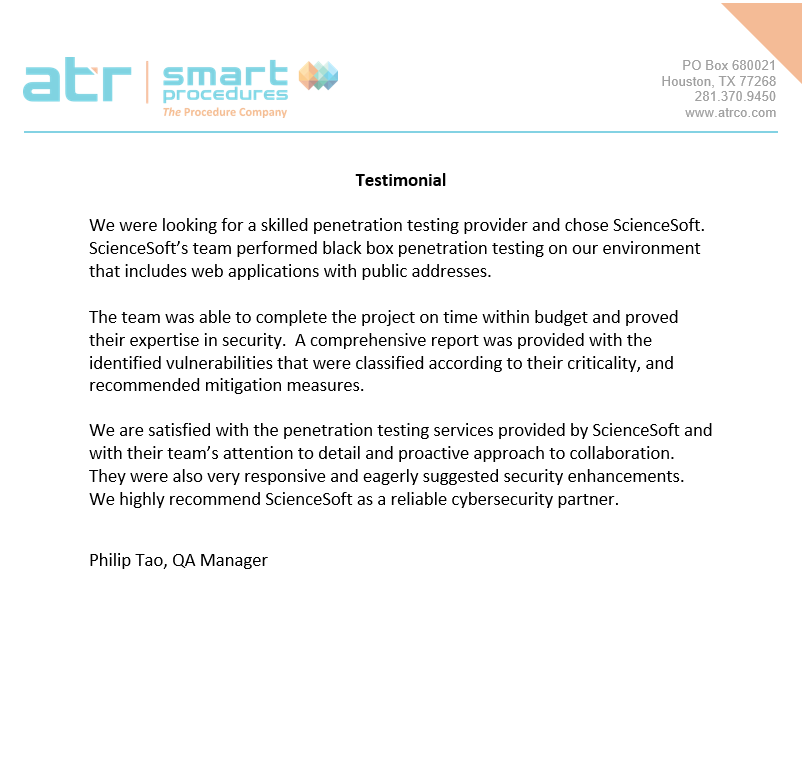 atr | smart procedures
The Procedure Company
PO Box 680021
Houston, TX 77268
281.370.9450
www.atrco.com
Testimonial
We were looking for a skilled penetration testing provider and chose ScienceSoft.
ScienceSoft’s team performed black box penetration testing on our environment
that includes web applications with public addresses.
The team was able to complete the project on time within budget and proved
their expertise in security.  A comprehensive report was provided with the
identified vulnerabilities that were classified according to their criticality, and
recommended mitigation measures.
We are satisfied with the penetration testing services provided by ScienceSoft and
with their team’s attention to detail and proactive approach to collaboration.
They were also very responsive and eagerly suggested security enhancements.
We highly recommend ScienceSoft as a reliable cybersecurity partner.
Philip Tao, QA Manager